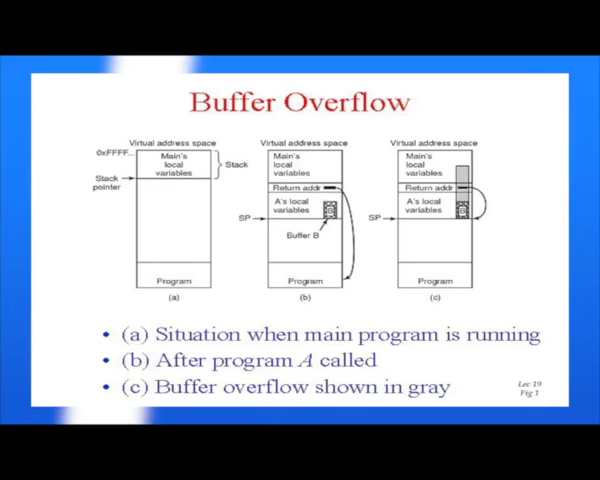 Buffer Overflow
Virtual address space
0xFFFF...
Main's
local
variables
Stack
Stack
pointer
Program
(a)
Virtual address space
Main's
local
variables
Return addr
A's local
variables
SP
Buffer B
Program
(b)
Virtual address space
Main's
local
variables
Return addr
A's local
variables
SP
Program
(c)
• (a) Situation when main program is running
• (b) After program A called
• (c) Buffer overflow shown in gray
Lec 19
Fig 1